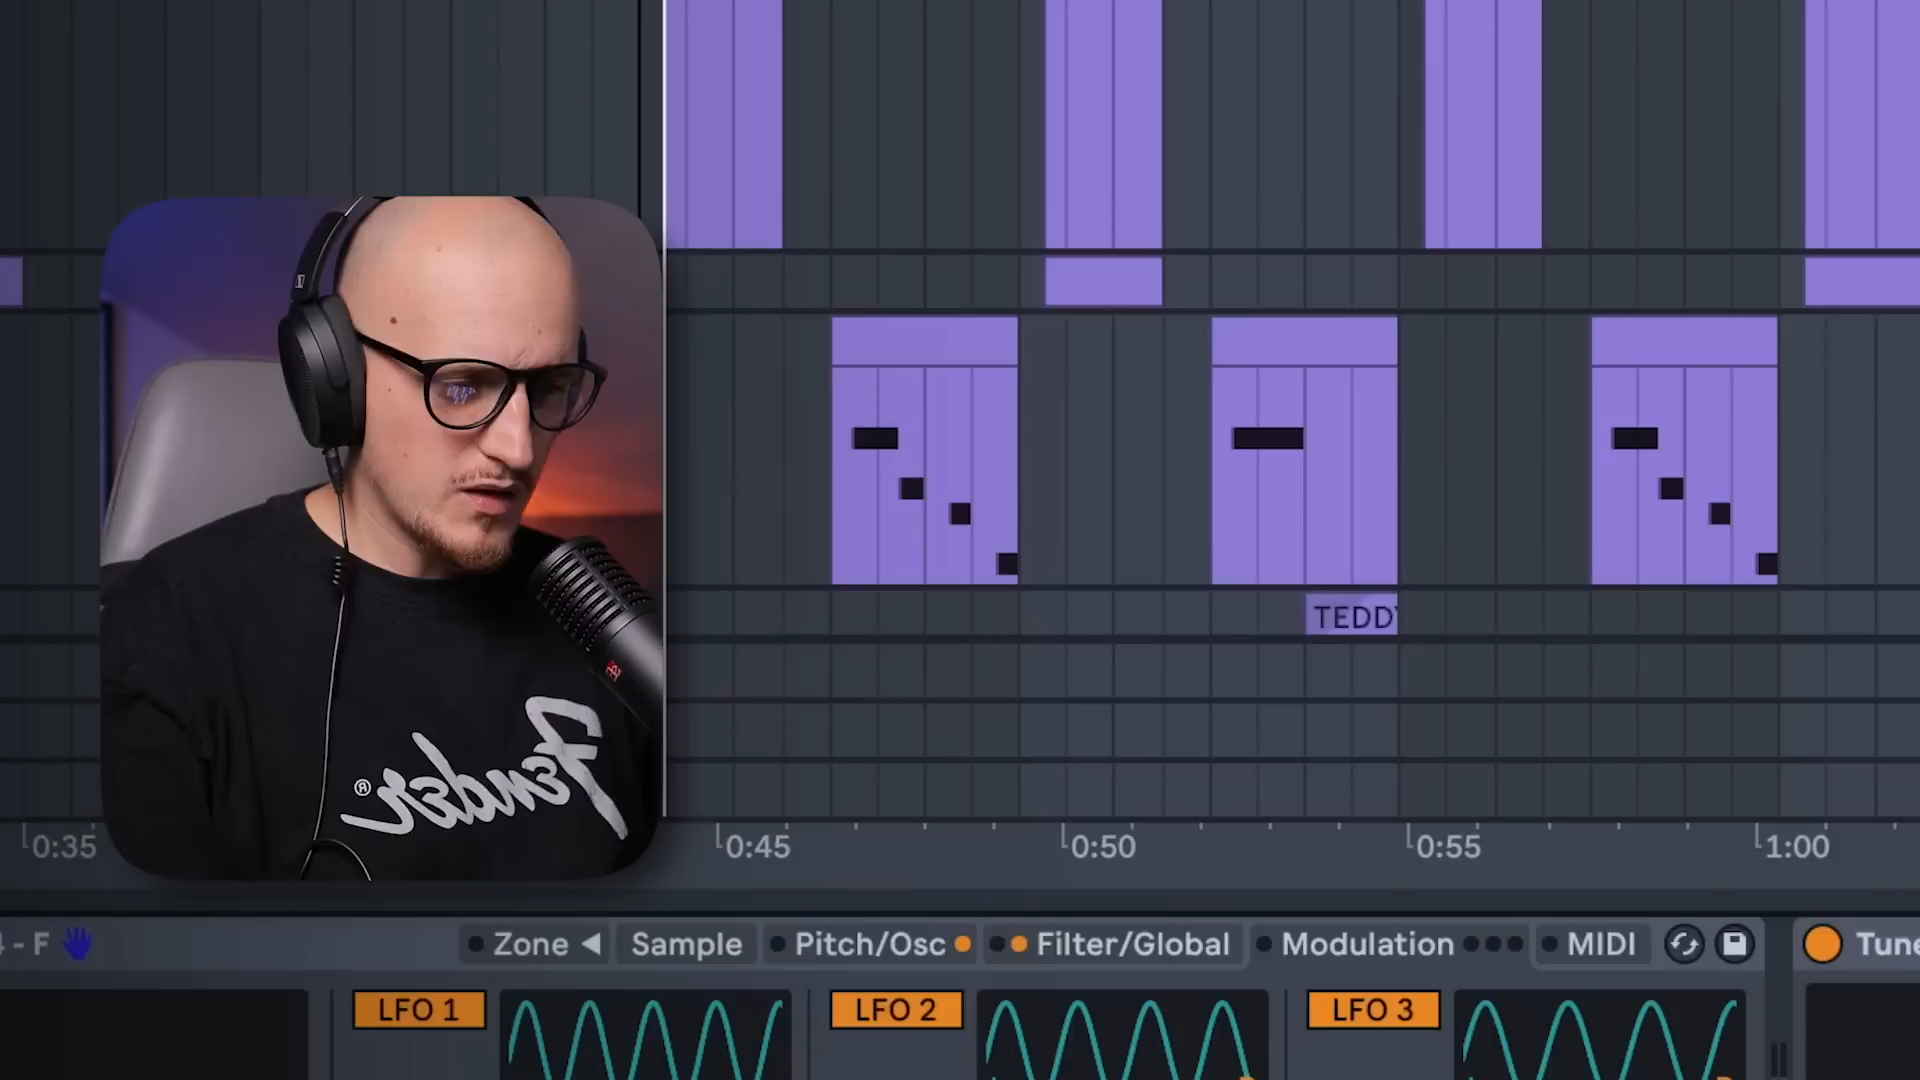 Fender®
TEDDY
0:35
0:45
0:50
0:55
1:00
- F
Zone
Sample
Pitch/Osc
Filter/Global
Modulation
MIDI
Tune
LFO 1
LFO 2
LFO 3